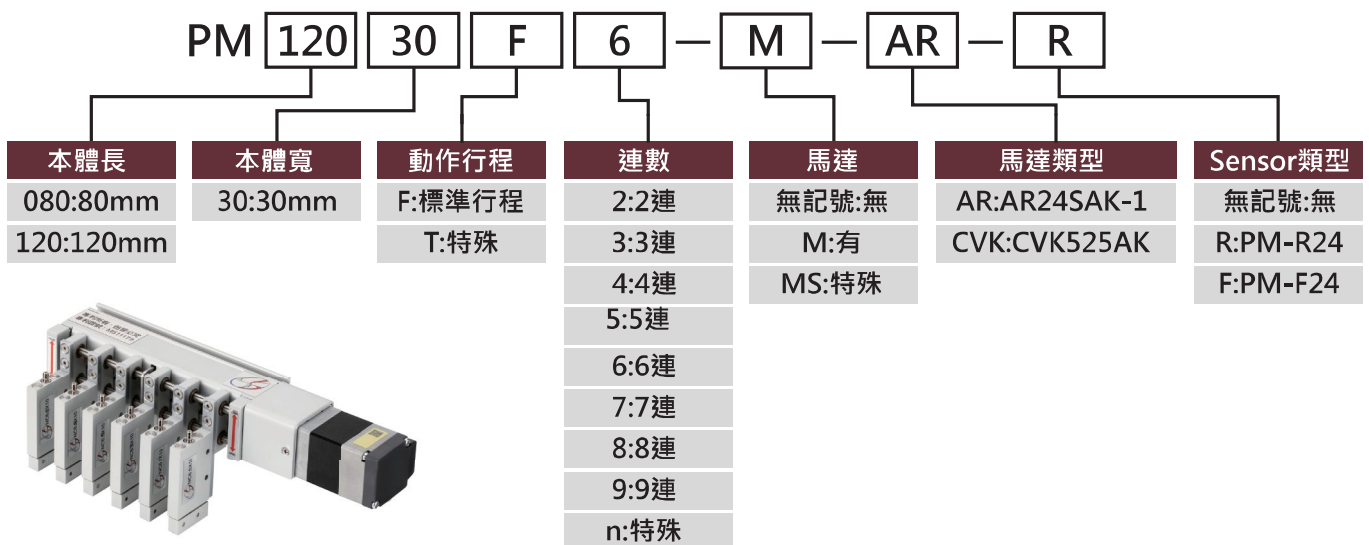 PM 120 30 F 6 — M — AR — R
本體長
080:80mm
120:120mm
本體寬
30:30mm
動作行程
F:標準行程
T:特殊
連數
2:2連
3:3連
4:4連
5:5連
6:6連
7:7連
8:8連
9:9連
n:特殊
馬達
無記號:無
M:有
MS:特殊
馬達類型
AR:AR24SAK-1
CVK:CVK525AK
Sensor類型
無記號:無
R:PM-R24
F:PM-F24